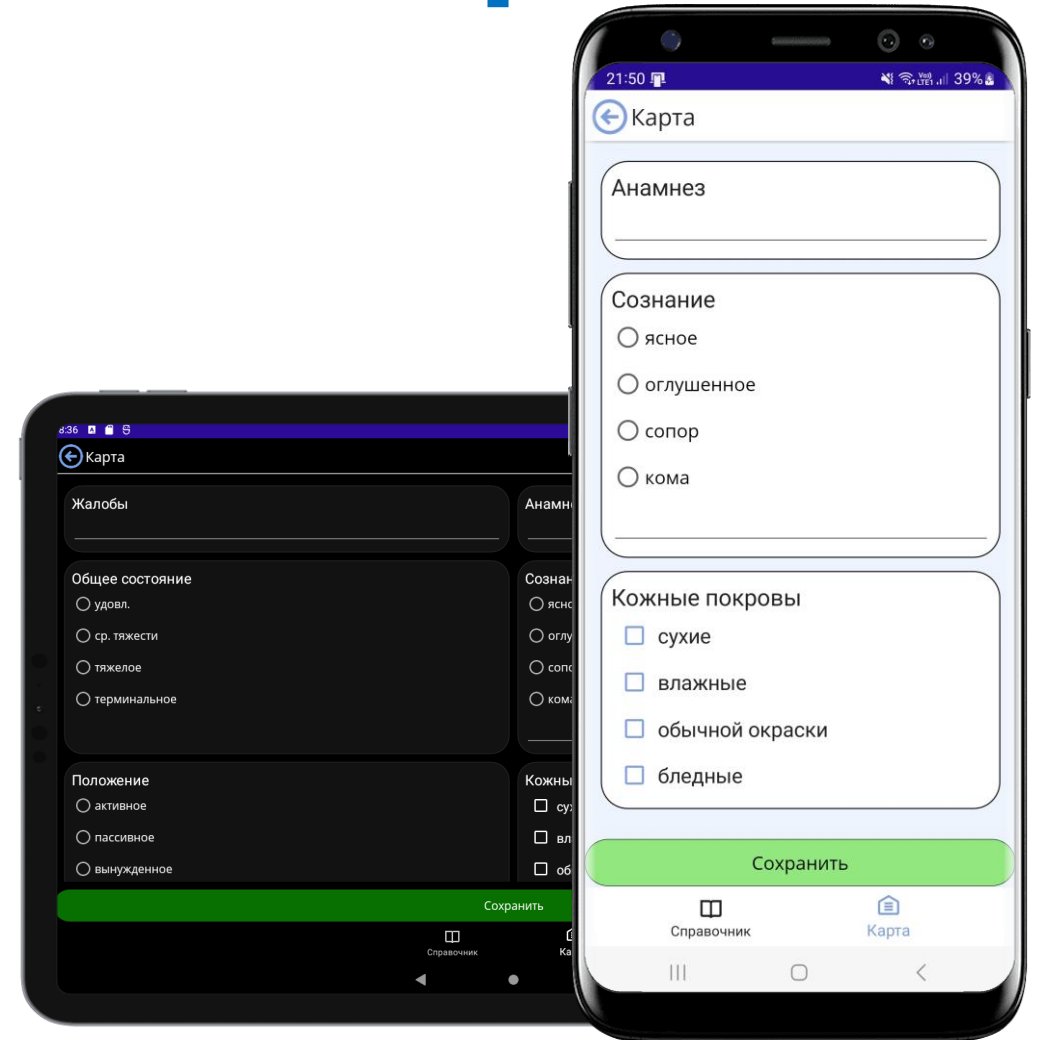 21:50
39%
Карта
Анамнез
Сознание
ясное
оглушенное
сопор
кома
Кожные покровы
сухие
влажные
обычной окраски
бледные
Сохранить
Справочник
Карта
8:36
Карта
Жалобы
Общее состояние
удовл.
ср. тяжести
тяжелое
терминальное
Положение
активное
пассивное
вынужденное
Сохранить
Справочник